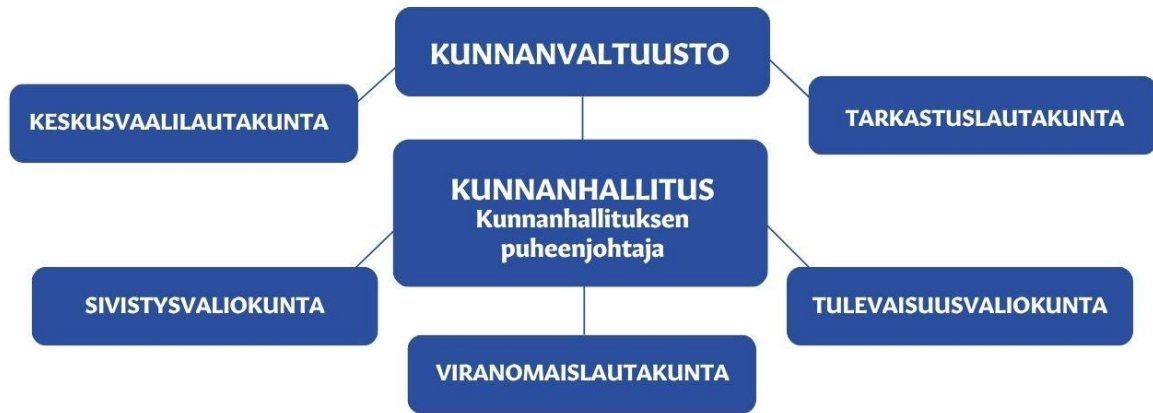 KUNNANVALTUUSTO
KESKUSVAALILAUTAKUNTA
TARKASTUSLAUTAKUNTA
KUNNANHALLITUS
Kunnanhallituksen
puheenjohtaja
SIVISTYSVALIOKUNTA
TULEVAISUUSVALIOKUNTA
VIRANOMAISLAUTAKUNTA